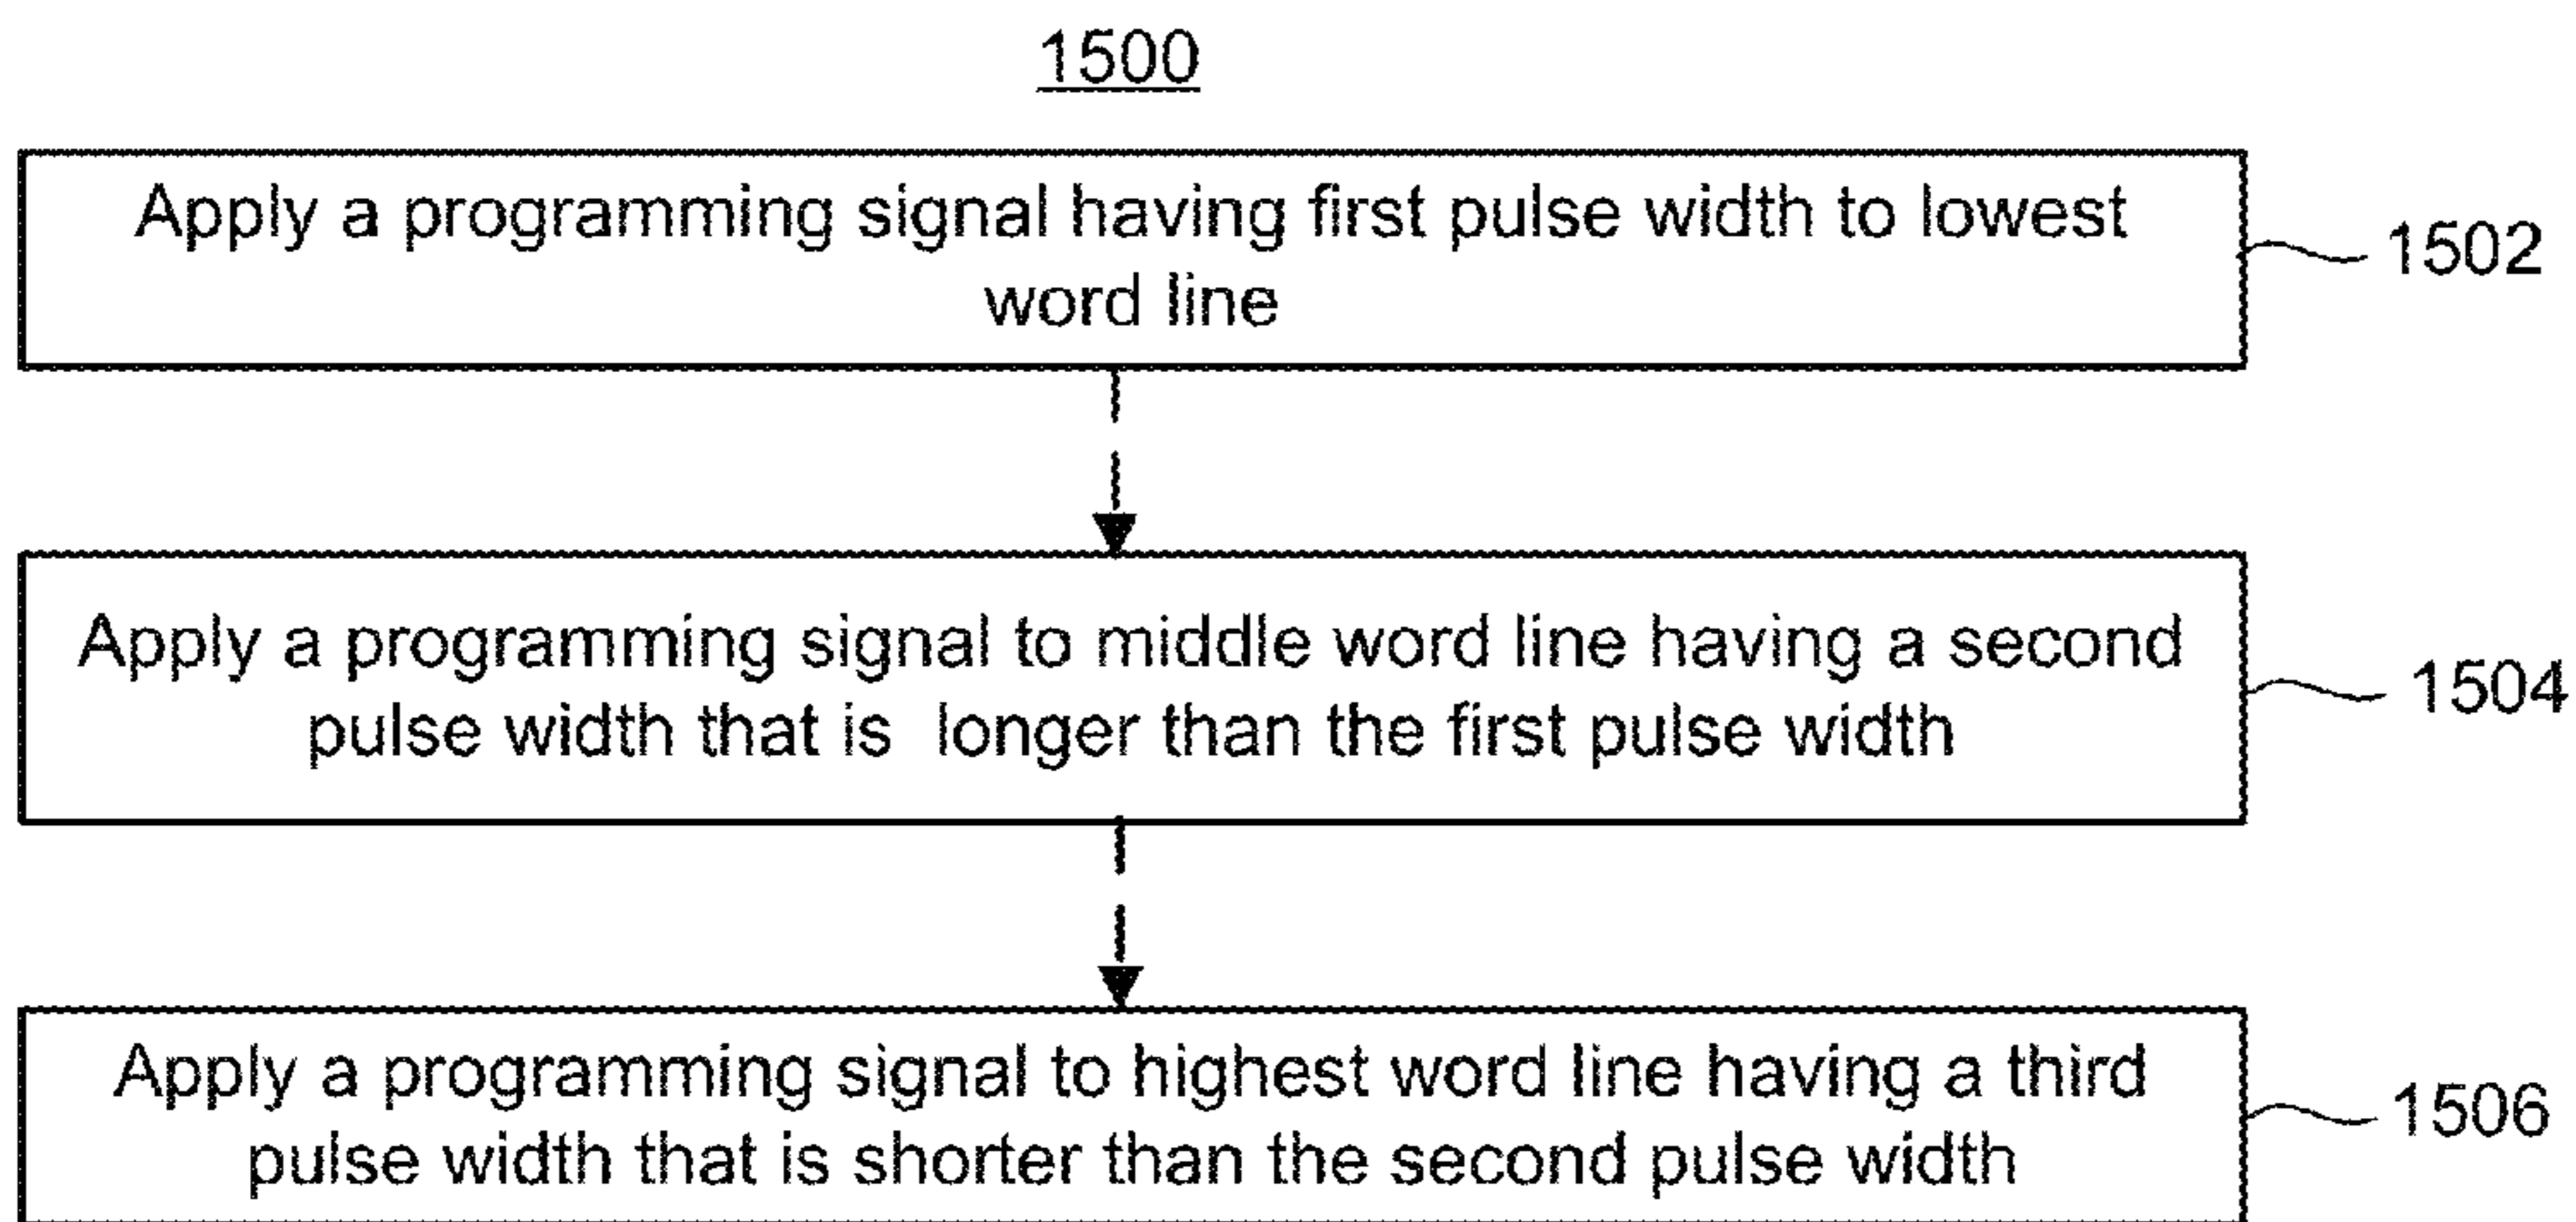 1500
Apply a programming signal having first pulse width to lowest
word line
1502
Apply a programming signal to middle word line having a second
pulse width that is longer than the first pulse width
1504
Apply a programming signal to highest word line having a third
pulse width that is shorter than the second pulse width
1506